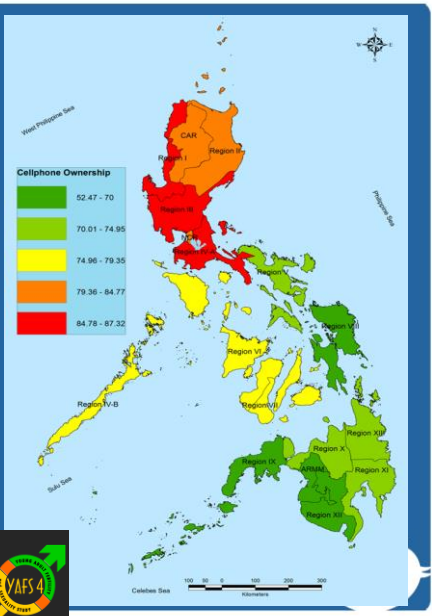 N
W E
S
West Philippine Sea
CAR
Region I
Region II
Cellphone Ownership
52.47 - 70
70.01 - 74.95
74.96 - 79.35
79.36 - 84.77
84.78 - 87.32
Region III
Philippine Sea
NCR
Region IV-A
Region V
Region VIII
Region VI
Region VII
Region IV-B
Region XIII
Region X
Region IX
ARMM
Region XI
Region XII
Sulu Sea
Celebes Sea
100 50 0 100 200 300
Kilometers
YAFS 4